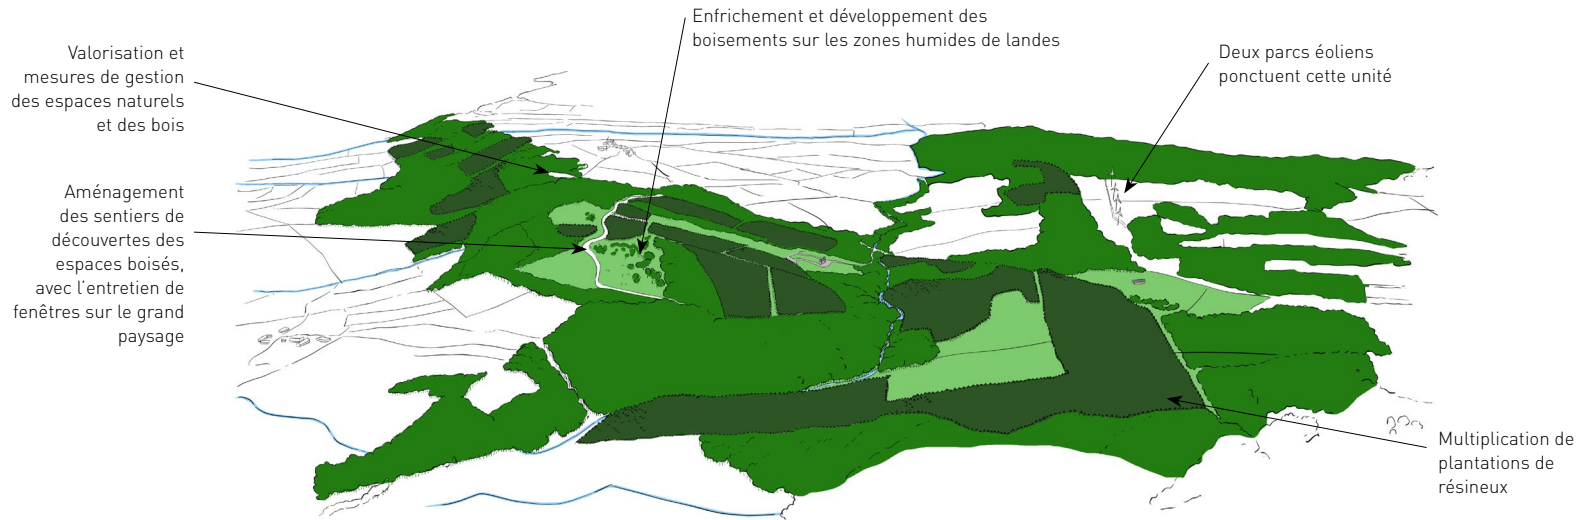 Enfrichement et développement des
boisements sur les zones humides de landes
Valorisation et
mesures de gestion
des espaces naturels
et des bois
Deux parcs éoliens
ponctuent cette unité
Aménagement
des sentiers de
découvertes des
espaces boisés,
avec l'entretien de
fenêtres sur le grand
paysage
Multiplication de
plantations de
résineux